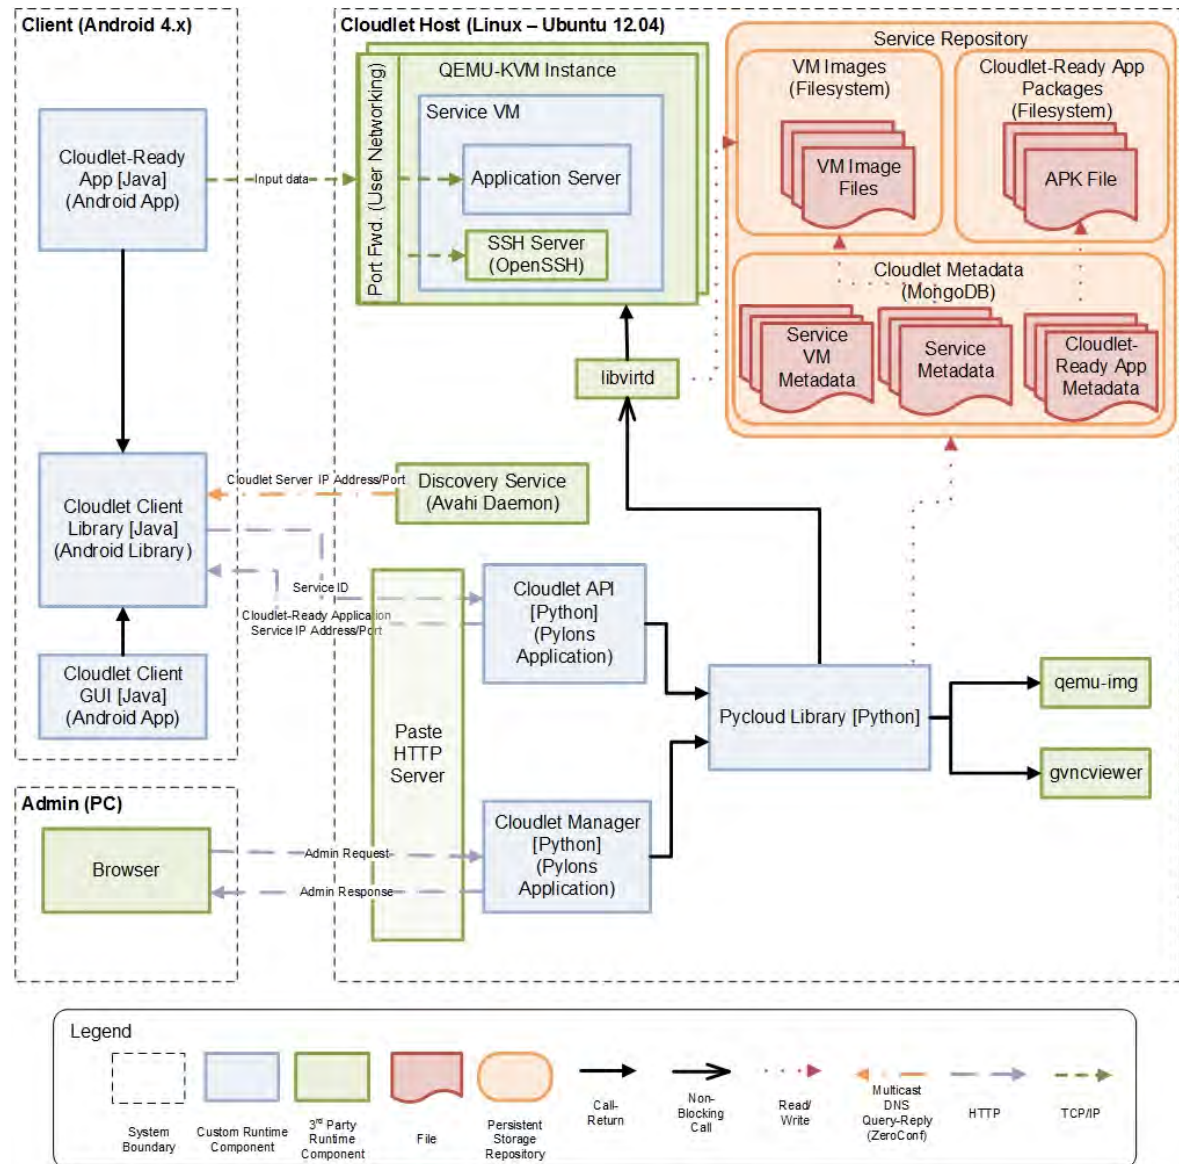 Client (Android 4.x)
Cloudlet-Ready
App [Java]
(Android App)
Input data
Cloudlet Client
Library [Java]
(Android Library)
Cloudlet Client
GUI [Java]
(Android App)
Admin (PC)
Browser
Cloudlet Host (Linux – Ubuntu 12.04)
Port Fwd. (User Networking)
QEMU-KVM Instance
Service VM
Application Server
SSH Server
(OpenSSH)
libvirtd
Service Repository
VM Images
(Filesystem)
VM Image
Files
Cloudlet-Ready App
Packages
(Filesystem)
APK File
Cloudlet Metadata
(MongoDB)
Service
VM
Metadata
Service
Metadata
Cloudlet-
Ready App
Metadata
Cloudlet Server IP Address/Port
Discovery Service
(Avahi Daemon)
Service ID
Cloudlet-Ready Application
Service IP Address/Port
Cloudlet API
[Python]
(Pylons
Application)
Paste
HTTP
Server
Pycloud Library [Python]
qemu-img
gvncviewer
Cloudlet Manager
[Python]
(Pylons
Application)
Admin Request
Admin Response
Legend
System
Boundary
Custom Runtime
Component
3rd Party
Runtime
Component
File
Persistent
Storage
Repository
Call-
Return
Non-
Blocking
Call
Read/
Write
Multicast
DNS
Query-Reply
(ZeroConf)
HTTP
TCP/IP